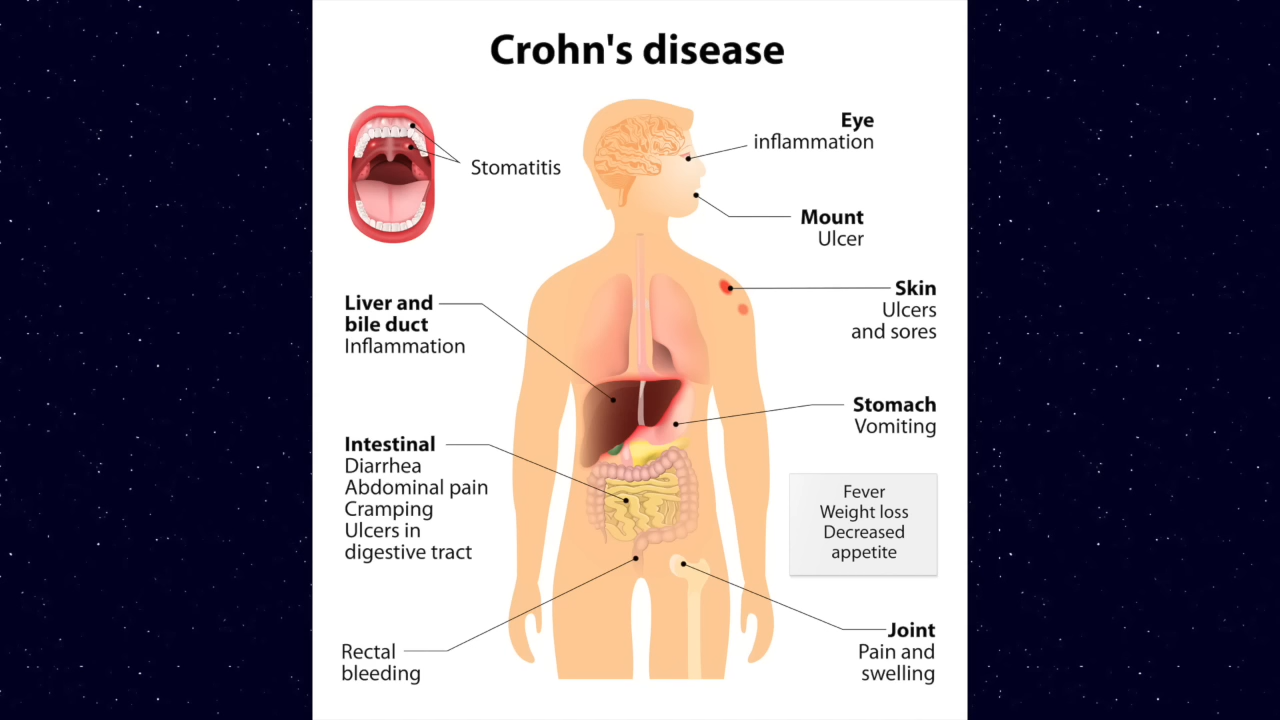 Crohn's disease
Stomatitis
Eye
inflammation
Mount
Ulcer
Skin
Ulcers
and sores
Liver and
bile duct
Inflammation
Stomach
Vomiting
Intestinal
Diarrhea
Abdominal pain
Cramping
Ulcers in
digestive tract
Fever
Weight loss
Decreased
appetite
Rectal
bleeding
Joint
Pain and
swelling